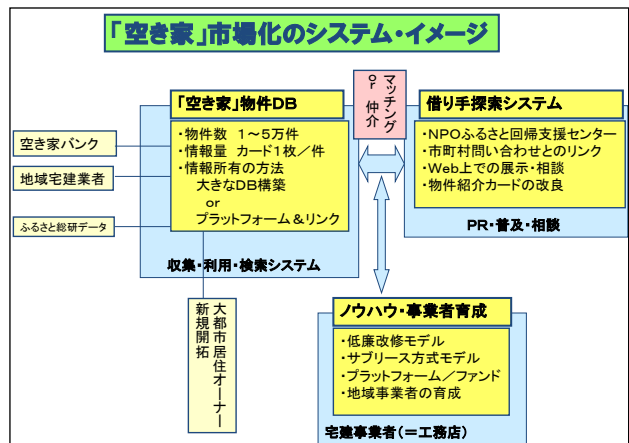 「空き家」市場化のシステム・イメージ
マッチング
or
仲介
「空き家」物件DB
・物件数 1～5万件
・情報量 カード1枚／件
・情報所有の方法
大きなDB構築
or
プラットフォーム＆リンク
収集・利用・検索システム
空き家バンク
地域宅建業者
ふるさと総研データ
大都市居住オーナー
新規開拓
借り手探索システム
・NPOふるさと回帰支援センター
・市町村問い合わせとのリンク
・Web上での展示・相談
・物件紹介カードの改良
PR・普及・相談
ノウハウ・事業者育成
・低廉改修モデル
・サブリース方式モデル
・プラットフォーム／ファンド
・地域事業者の育成
宅建事業者（＝工務店）